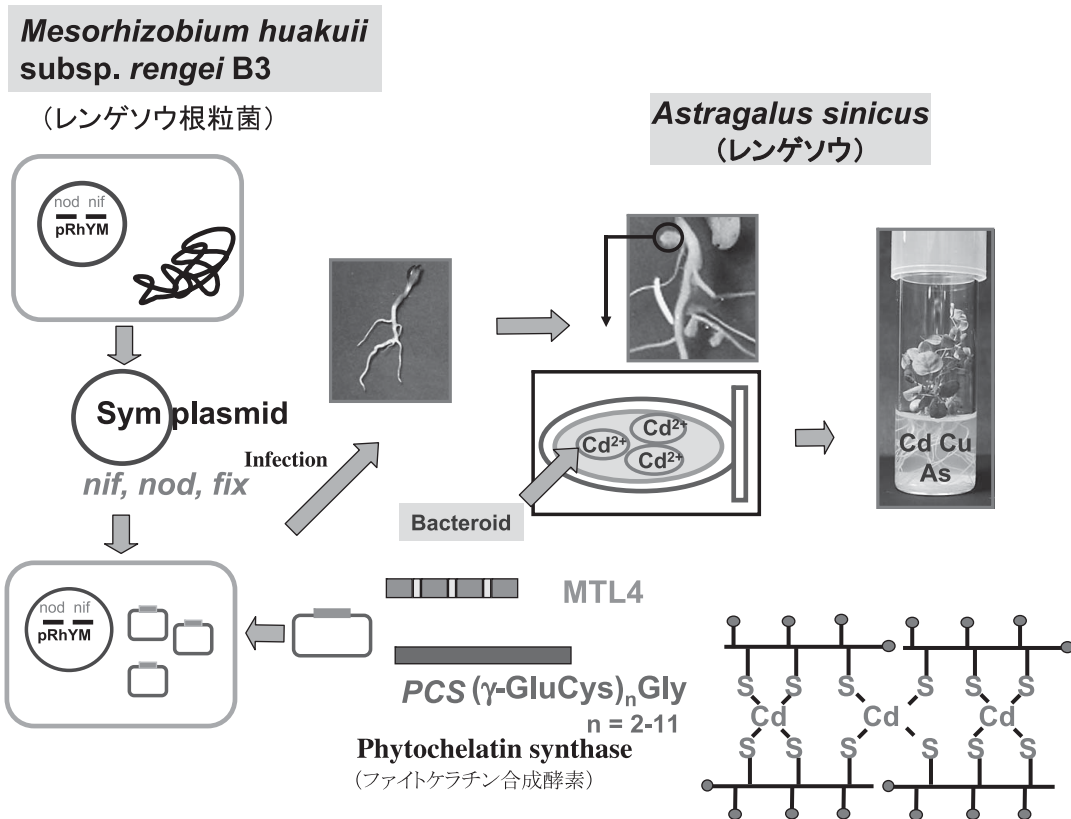 Mesorhizobium huakuii
subsp. rengei B3
（レンゲソウ根粒菌）
nod nif
pRhYM
Sym plasmid
nif, nod, fix
Infection
nod nif
pRhYM
Astragalus sinicus
(レンゲソウ)
Cd²⁺
Cd²⁺
Cd²⁺
Bacteroid
Cd Cu
As
MTL4
PCS (γ-GluCys)ₙGly
n = 2-11
Phytochelatin synthase
（ファイトケラチン合成酵素）
S S S S S S
Cd Cd Cd
S S S S S S